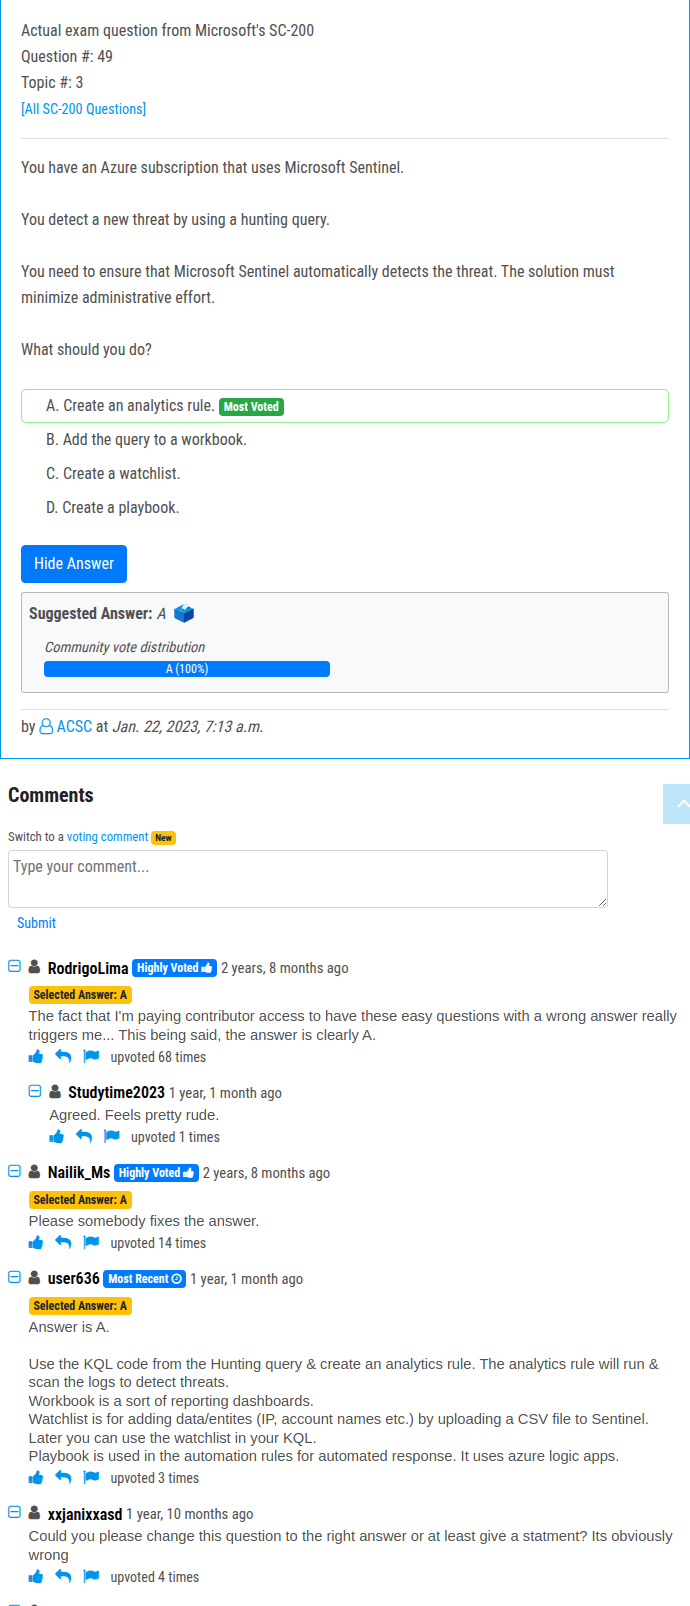 Actual exam question from Microsoft's SC-200
Question #: 49
Topic #: 3
[All SC-200 Questions]
You have an Azure subscription that uses Microsoft Sentinel.
You detect a new threat by using a hunting query.
You need to ensure that Microsoft Sentinel automatically detects the threat. The solution must
minimize administrative effort.
What should you do?
A. Create an analytics rule. Most Voted
B. Add the query to a workbook.
C. Create a watchlist.
D. Create a playbook.
Hide Answer
Suggested Answer: A
Community vote distribution
A (100%)
by ACSC at Jan. 22, 2023, 7:13 a.m.
Comments
Switch to a voting comment New
Type your comment...
Submit
RodrigoLima Highly Voted 2 years, 8 months ago
Selected Answer: A
The fact that I'm paying contributor access to have these easy questions with a wrong answer really
triggers me... This being said, the answer is clearly A.
upvoted 68 times
Studytime2023 1 year, 1 month ago
Agreed. Feels pretty rude.
upvoted 1 times
Nailik_Ms Highly Voted 2 years, 8 months ago
Selected Answer: A
Please somebody fixes the answer.
upvoted 14 times
user636 Most Recent 1 year, 1 month ago
Selected Answer: A
Answer is A.
Use the KQL code from the Hunting query & create an analytics rule. The analytics rule will run &
scan the logs to detect threats.
Workbook is a sort of reporting dashboards.
Watchlist is for adding data/entites (IP, account names etc.) by uploading a CSV file to Sentinel.
Later you can use the watchlist in your KQL.
Playbook is used in the automation rules for automated response. It uses azure logic apps.
upvoted 3 times
xxjanixxasd 1 year, 10 months ago
Could you please change this question to the right answer or at least give a statment? Its obviously
wrong
upvoted 4 times